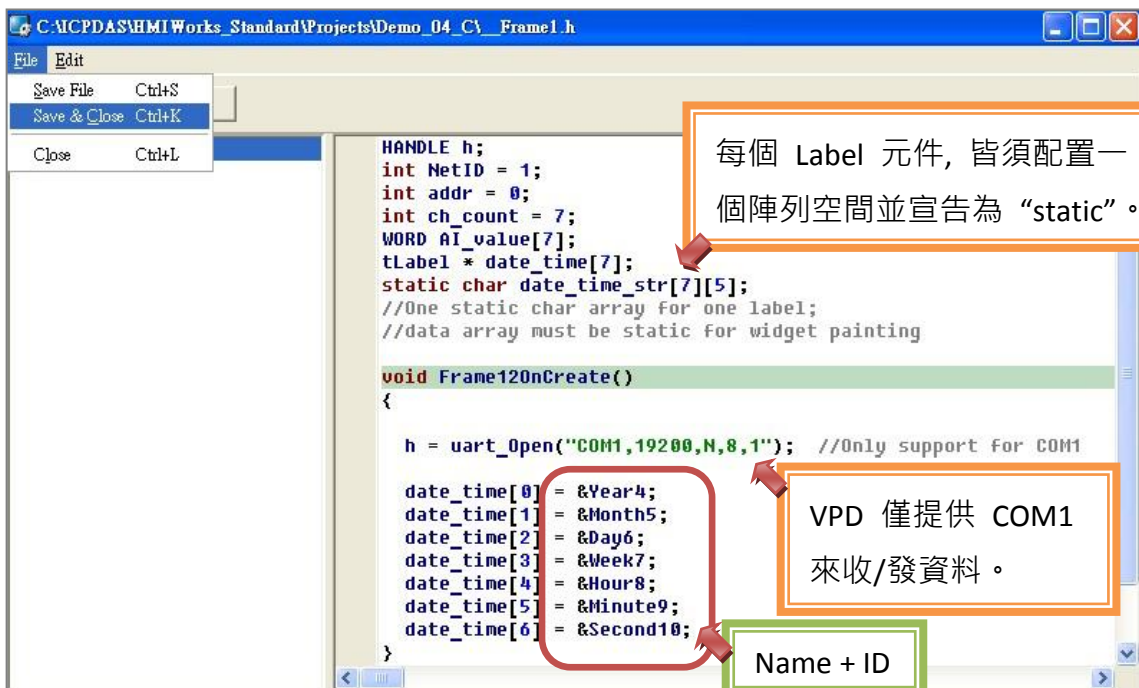 C:\ICPDAS\HMIWorks_Standard\Projects\Demo_04_C\__Frame1.h
File Edit
Save File Ctrl+S
Save & Close Ctrl+K
Close Ctrl+L
HANDLE h;
int NetID = 1;
int addr = 0;
int ch_count = 7;
WORD AI_value[7];
tLabel * date_time[7];
static char date_time_str[7][5];
//One static char array for one label;
//data array must be static for widget painting
每個 Label 元件, 皆須配置一
個陣列空間並宣告為 “static”。
void Frame12OnCreate()
{
h = uart_Open("COM1,19200,N,8,1"); //Only support for COM1
date_time[0] = &Year4;
date_time[1] = &Month5;
date_time[2] = &Day6;
date_time[3] = &Week7;
date_time[4] = &Hour8;
date_time[5] = &Minute9;
date_time[6] = &Second10;
}
VPD 僅提供 COM1
來收/發資料。
Name + ID